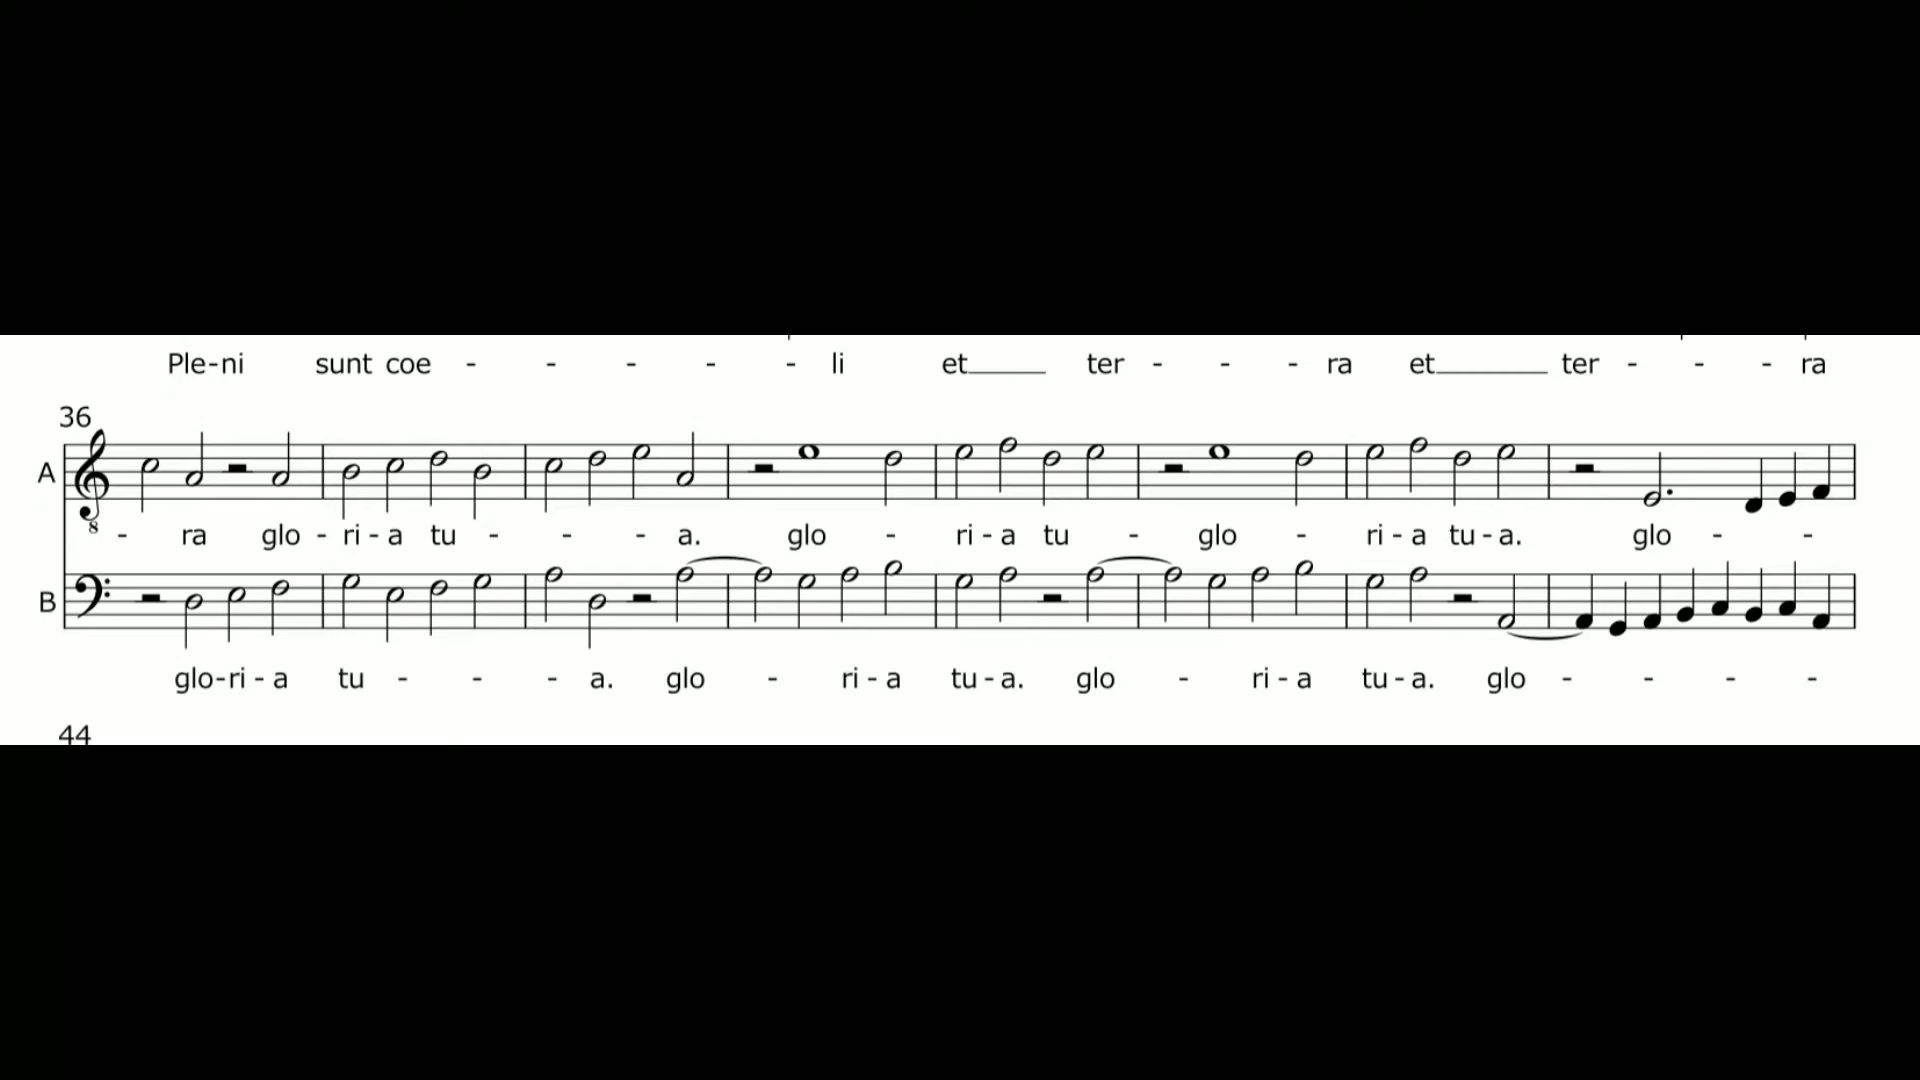 Ple-ni sunt coe - - - - - li et____ ter - - - ra et____ ter - - - ra
36
A
8
- ra glo - ri - a tu - - - a. glo - ri - a tu - glo - ri - a tu - a. glo - -
B
glo-ri - a tu - - - a. glo - ri - a tu - a. glo - ri - a tu - a. glo - - - -
44